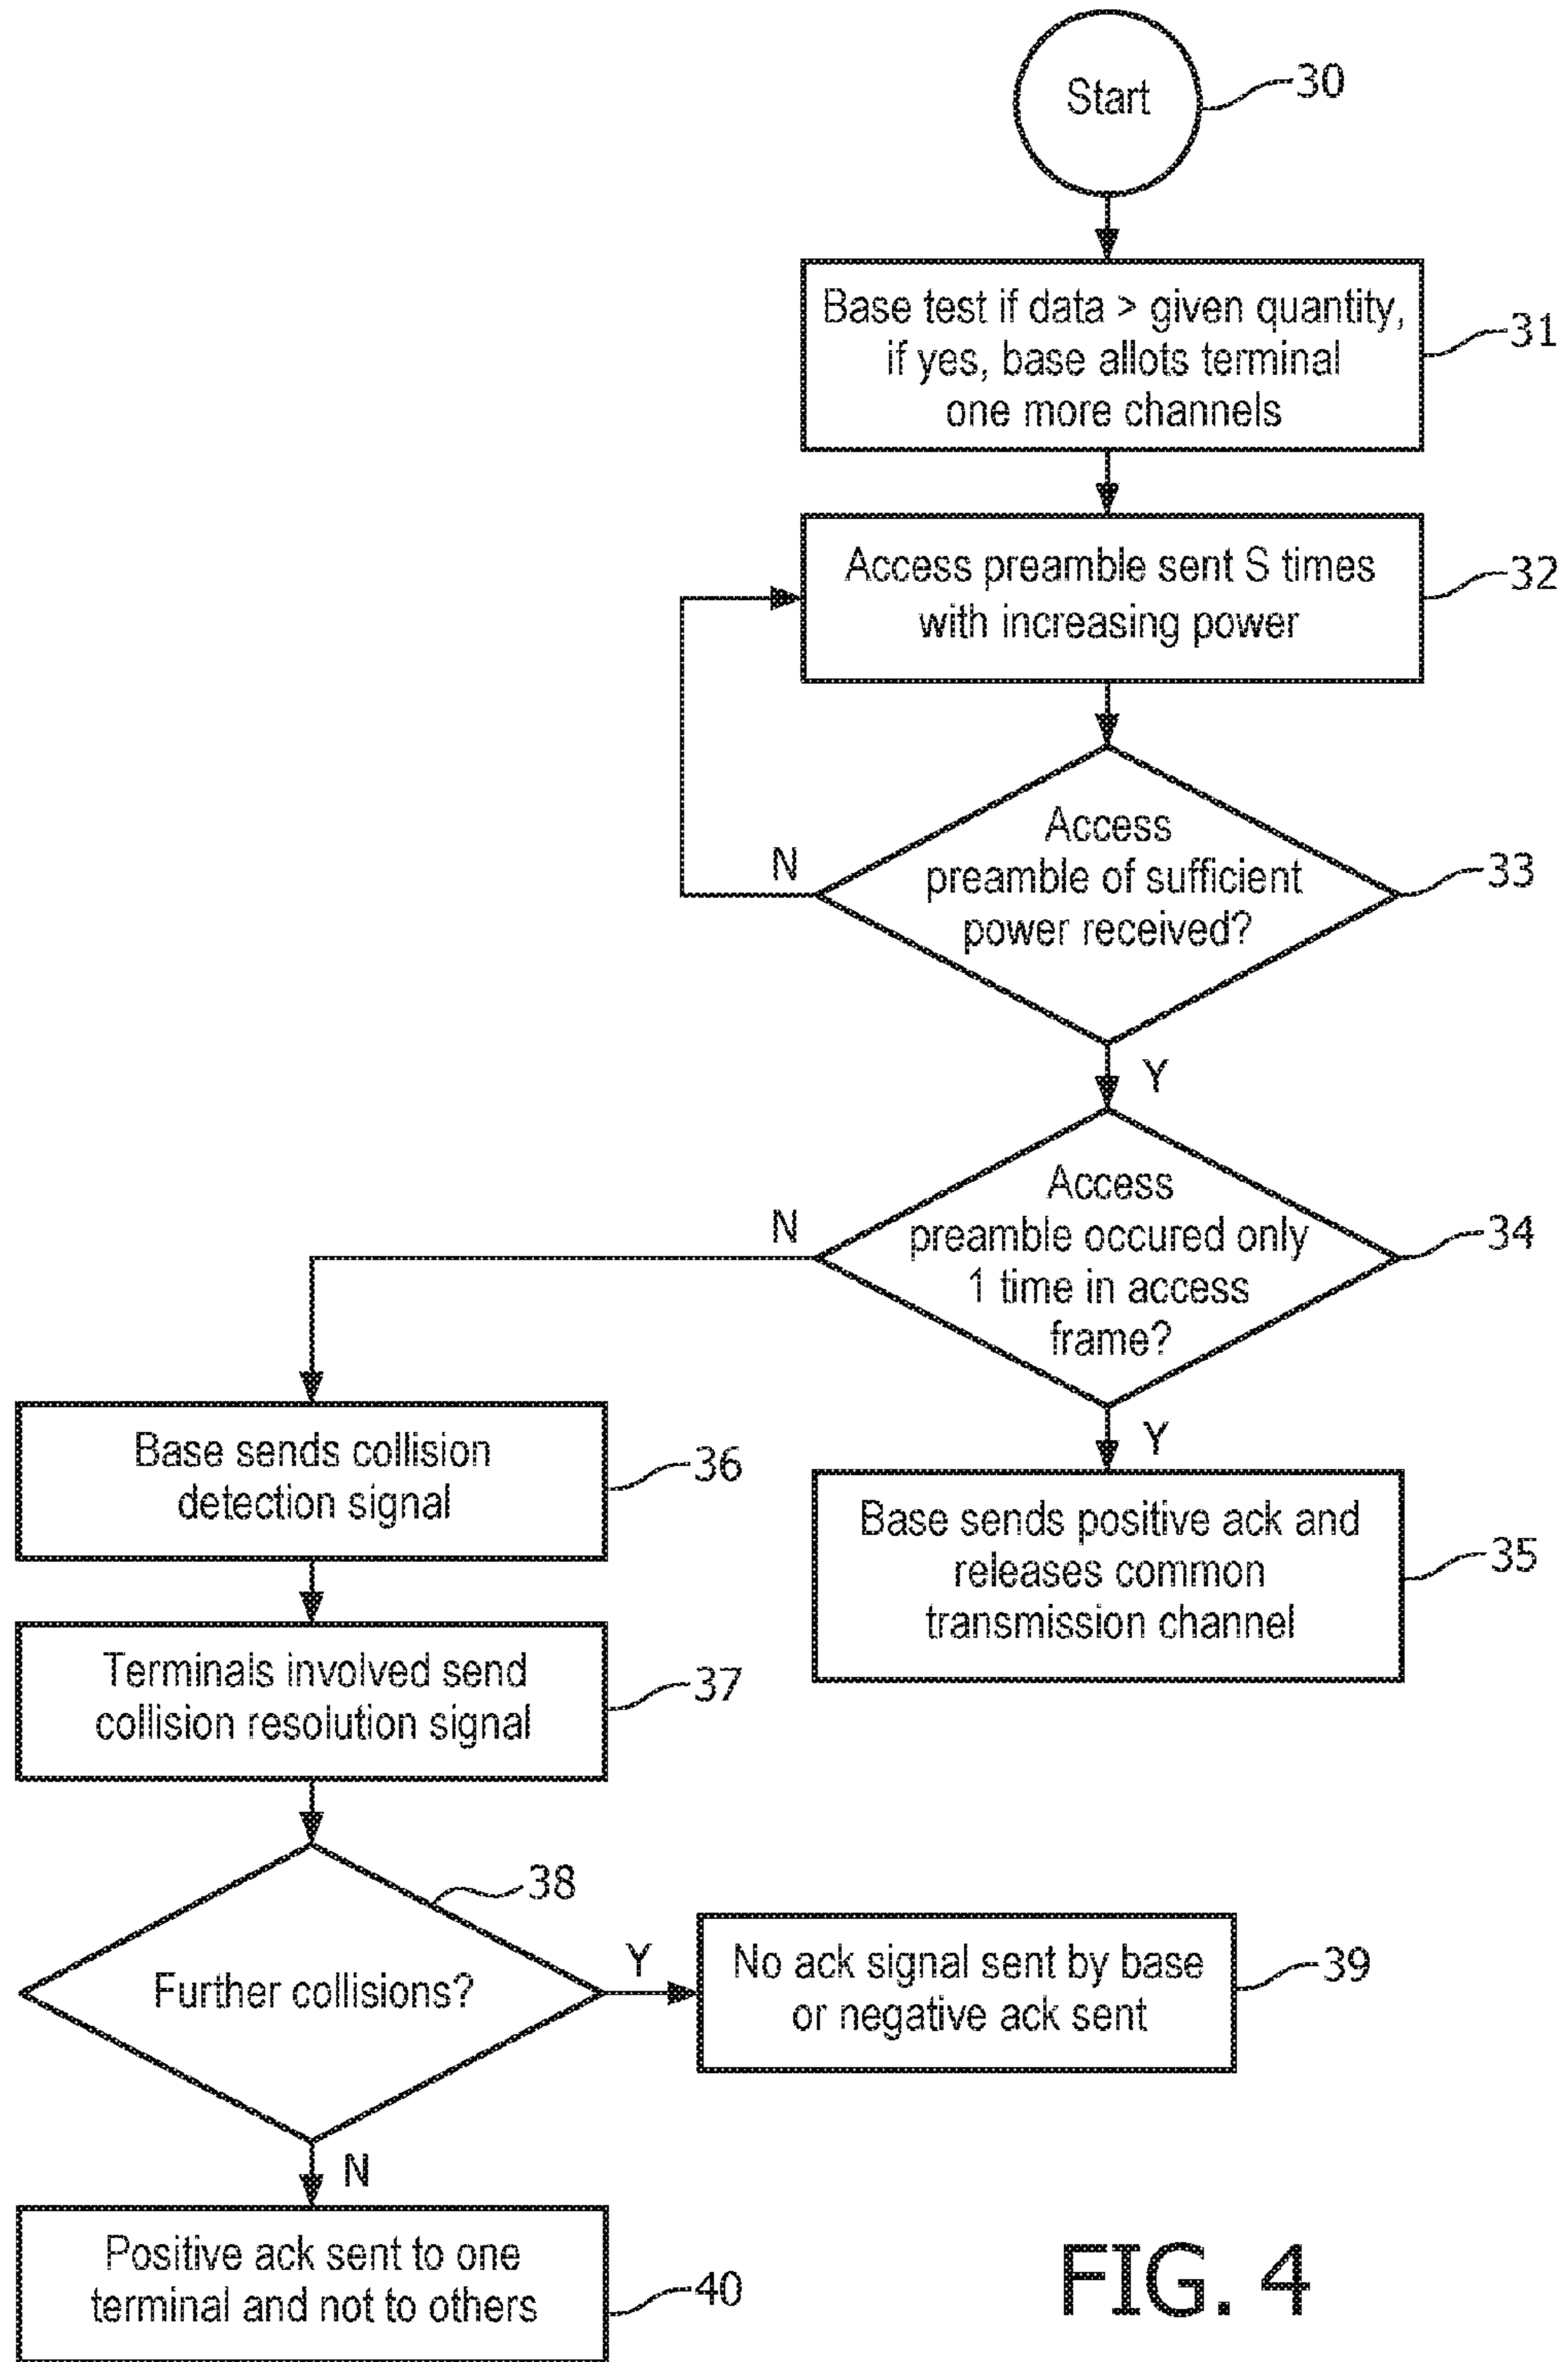 Start
30
Base test if data > given quantity,
if yes, base allots terminal
one more channels
31
Access preamble sent S times
with increasing power
32
Access
preamble of sufficient
power received?
33
N
Y
Access
preamble occured only
1 time in access
frame?
34
N
Y
Base sends collision
detection signal
36
Base sends positive ack and
releases common
transmission channel
35
Terminals involved send
collision resolution signal
37
Further collisions?
38
Y
No ack signal sent by base
or negative ack sent
39
N
Positive ack sent to one
terminal and not to others
40
FIG. 4